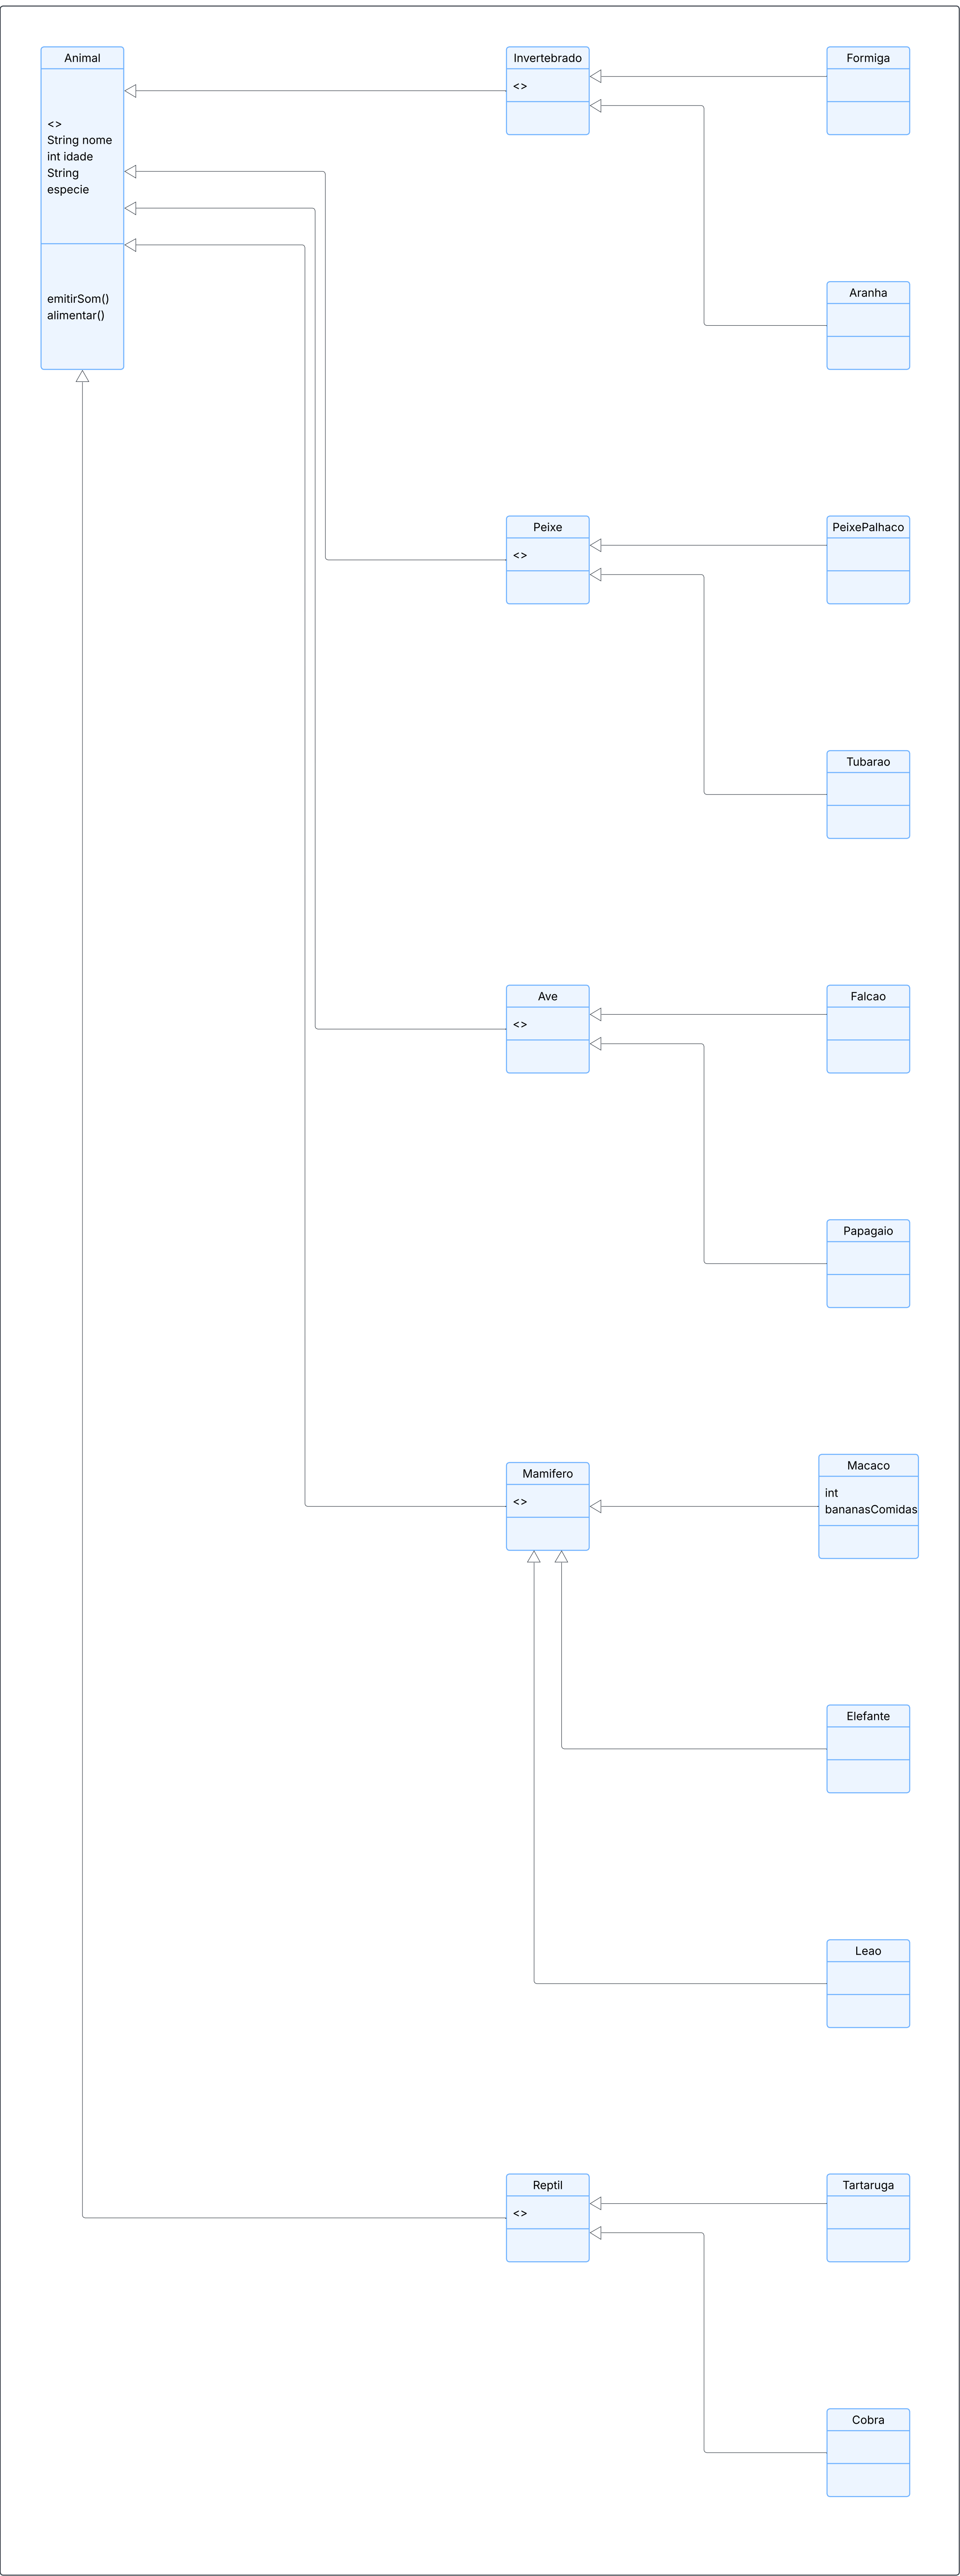 Animal
<>
String nome
int idade
String
especie
emitirSom()
alimentar()
Invertebrado
<>
Formiga
Aranha
Peixe
<>
PeixePalhaco
Tubarao
Ave
<>
Falcao
Papagaio
Mamifero
<>
Macaco
int
bananasComidas
Elefante
Leao
Reptil
<>
Tartaruga
Cobra